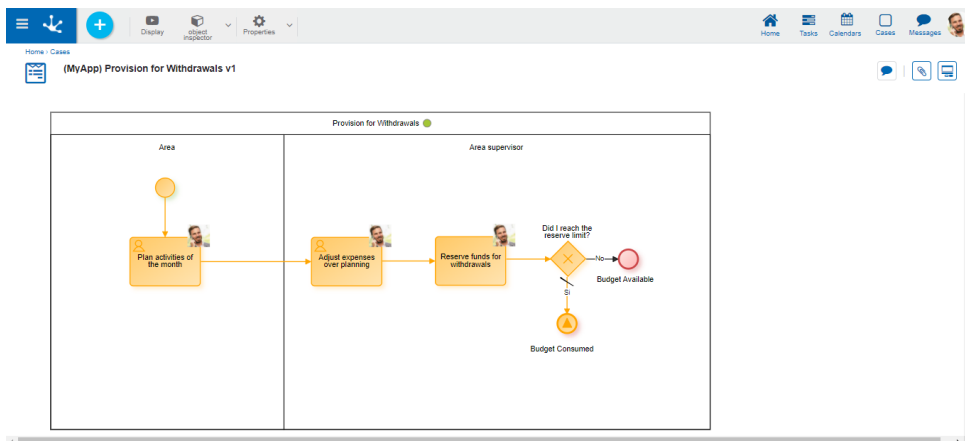 Display
object
inspector
Properties
Home
Tasks
Calendars
Cases
Messages
Home › Cases
(MyApp) Provision for Withdrawals v1
Provision for Withdrawals
Area
Area supervisor
Plan activities of
the month
Adjust expenses
over planning
Reserve funds for
withdrawals
Did I reach the
reserve limit?
No
Budget Available
Si
Budget Consumed